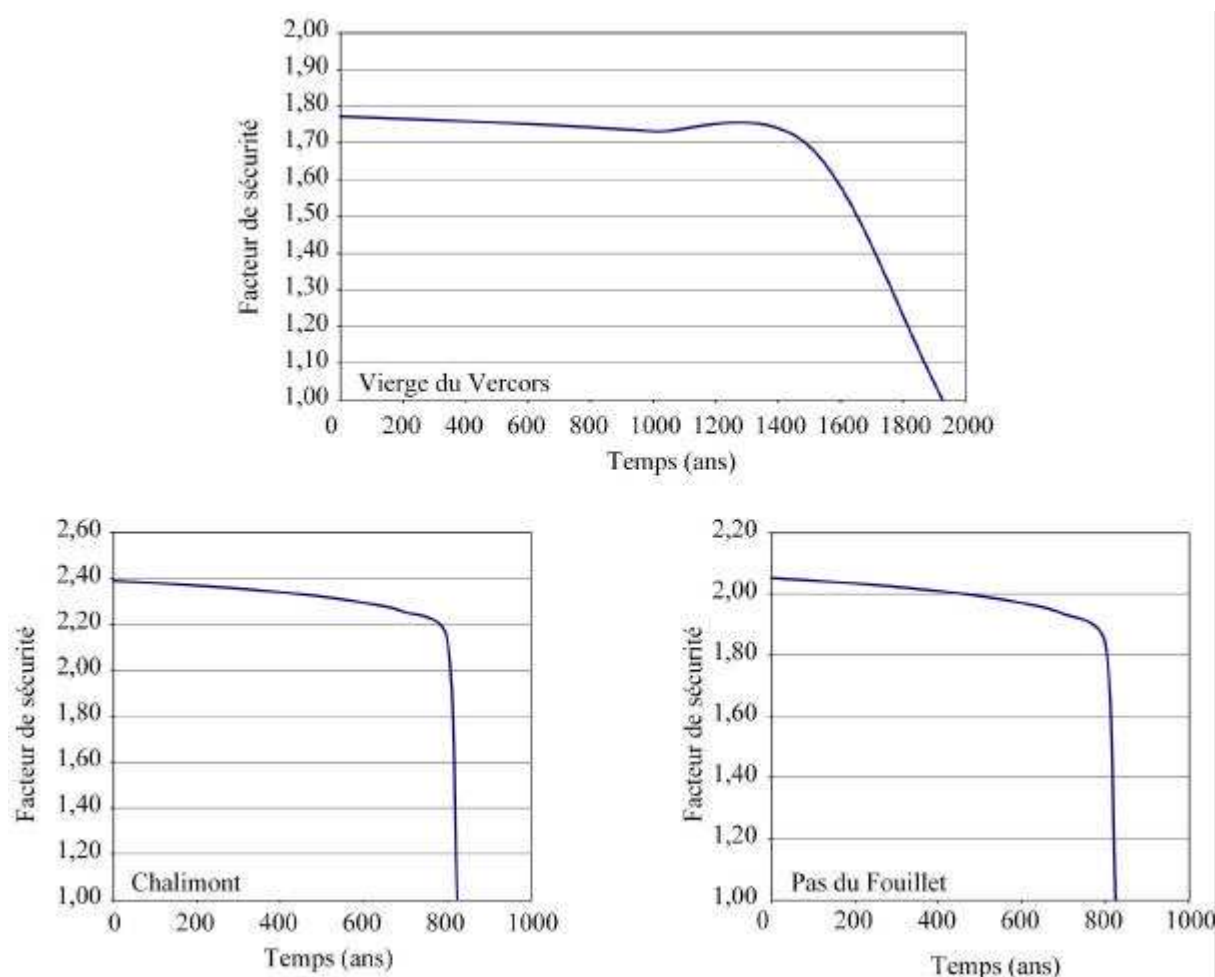 Facteur de sécurité
2,00
1,90
1,80
1,70
1,60
1,50
1,40
1,30
1,20
1,10
1,00
Vierge du Vercors
0 200 400 600 800 1000 1200 1400 1600 1800 2000
Temps (ans)
Facteur de sécurité
2,60
2,40
2,20
2,00
1,80
1,60
1,40
1,20
1,00
Chalimont
0 200 400 600 800 1000
Temps (ans)
Facteur de sécurité
2,20
2,00
1,80
1,60
1,40
1,20
1,00
Pas du Fouillet
0 200 400 600 800 1000
Temps (ans)